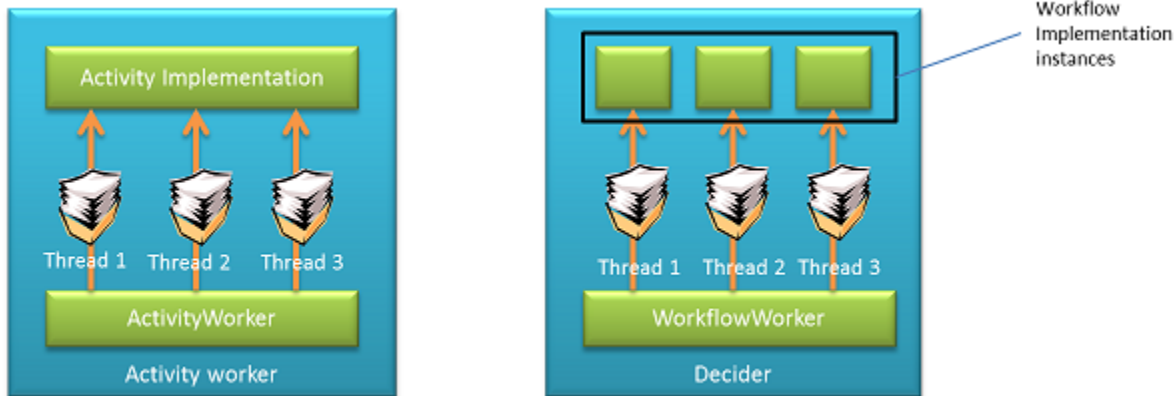 Activity Implementation
Thread 1
Thread 2
Thread 3
ActivityWorker
Activity worker
Workflow
Implementation
instances
Thread 1
Thread 2
Thread 3
WorkflowWorker
Decider